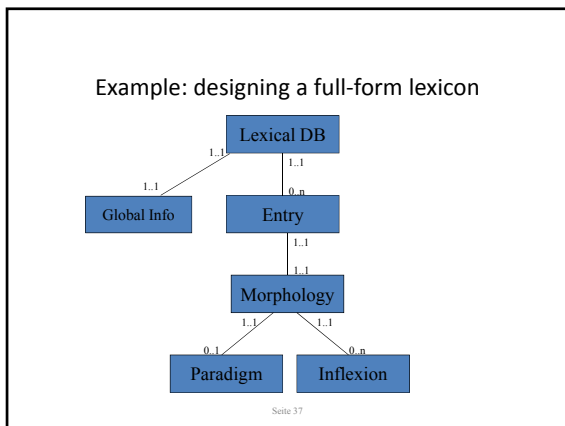 Example: designing a full-form lexicon
Lexical DB
1..1
1..1
1..1
0..n
Global Info
Entry
1..1
1..1
Morphology
1..1
1..1
0..1
0..n
Paradigm
Inflexion
Seite 37